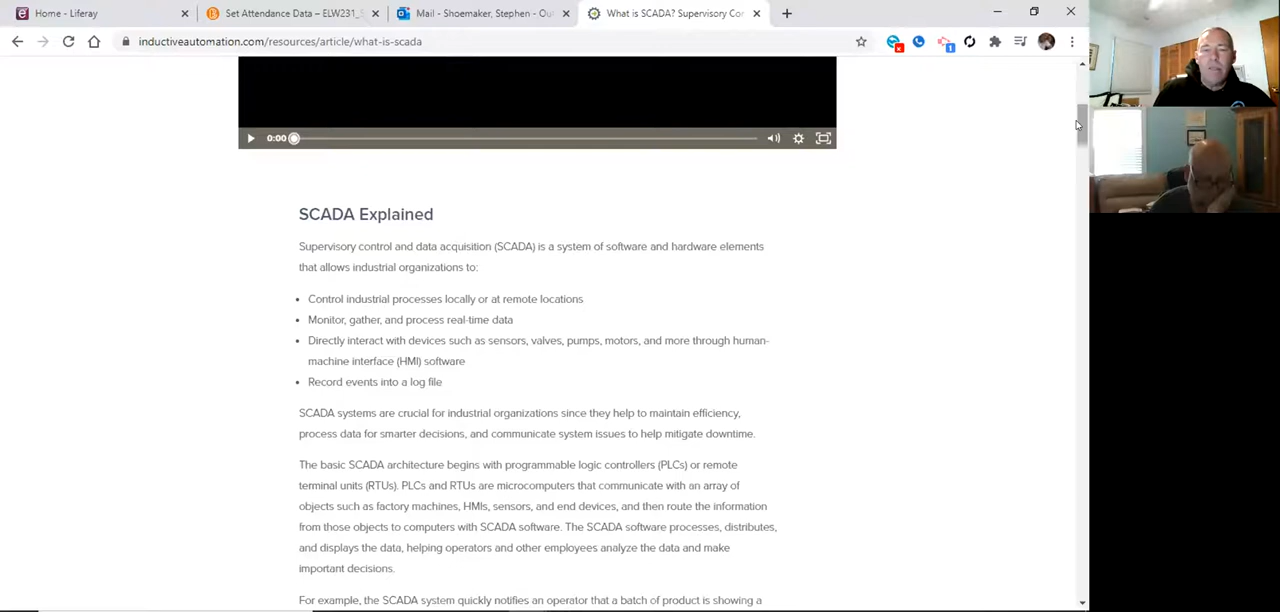 Home - Liferay
Set Attendance Data – ELW231_
Mail - Shoemaker, Stephen - Ou
What is SCADA? Supervisory Co
inductiveautomation.com/resources/article/what-is-scada
0:00
SCADA Explained
Supervisory control and data acquisition (SCADA) is a system of software and hardware elements
that allows industrial organizations to:
• Control industrial processes locally or at remote locations
• Monitor, gather, and process real-time data
• Directly interact with devices such as sensors, valves, pumps, motors, and more through human-
machine interface (HMI) software
• Record events into a log file
SCADA systems are crucial for industrial organizations since they help to maintain efficiency,
process data for smarter decisions, and communicate system issues to help mitigate downtime.
The basic SCADA architecture begins with programmable logic controllers (PLCs) or remote
terminal units (RTUs). PLCs and RTUs are microcomputers that communicate with an array of
objects such as factory machines, HMIs, sensors, and end devices, and then route the information
from those objects to computers with SCADA software. The SCADA software processes, distributes,
and displays the data, helping operators and other employees analyze the data and make
important decisions.
For example, the SCADA system quickly notifies an operator that a batch of product is showing a